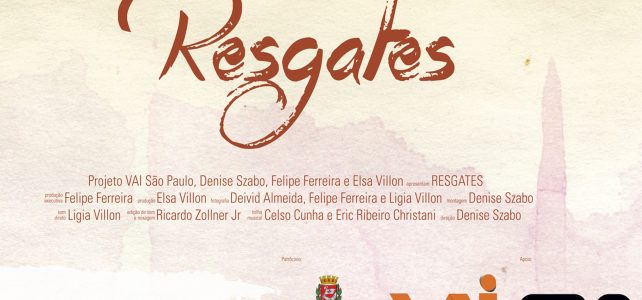 Resgates
Projeto VAI São Paulo, Denise Szabo, Felipe Ferreira e Elsa Villon apresentam RESGATES
produção executiva Felipe Ferreira produção Elsa Villon fotografia Deivid Almeida, Felipe Ferreira e Ligia Villon montagem Denise Szabo
som direto Ligia Villon edição de som e mixagem Ricardo Zollner Jr trilha musical Celso Cunha e Eric Ribeiro Christani direção Denise Szabo
Patrocínio: Apoio: